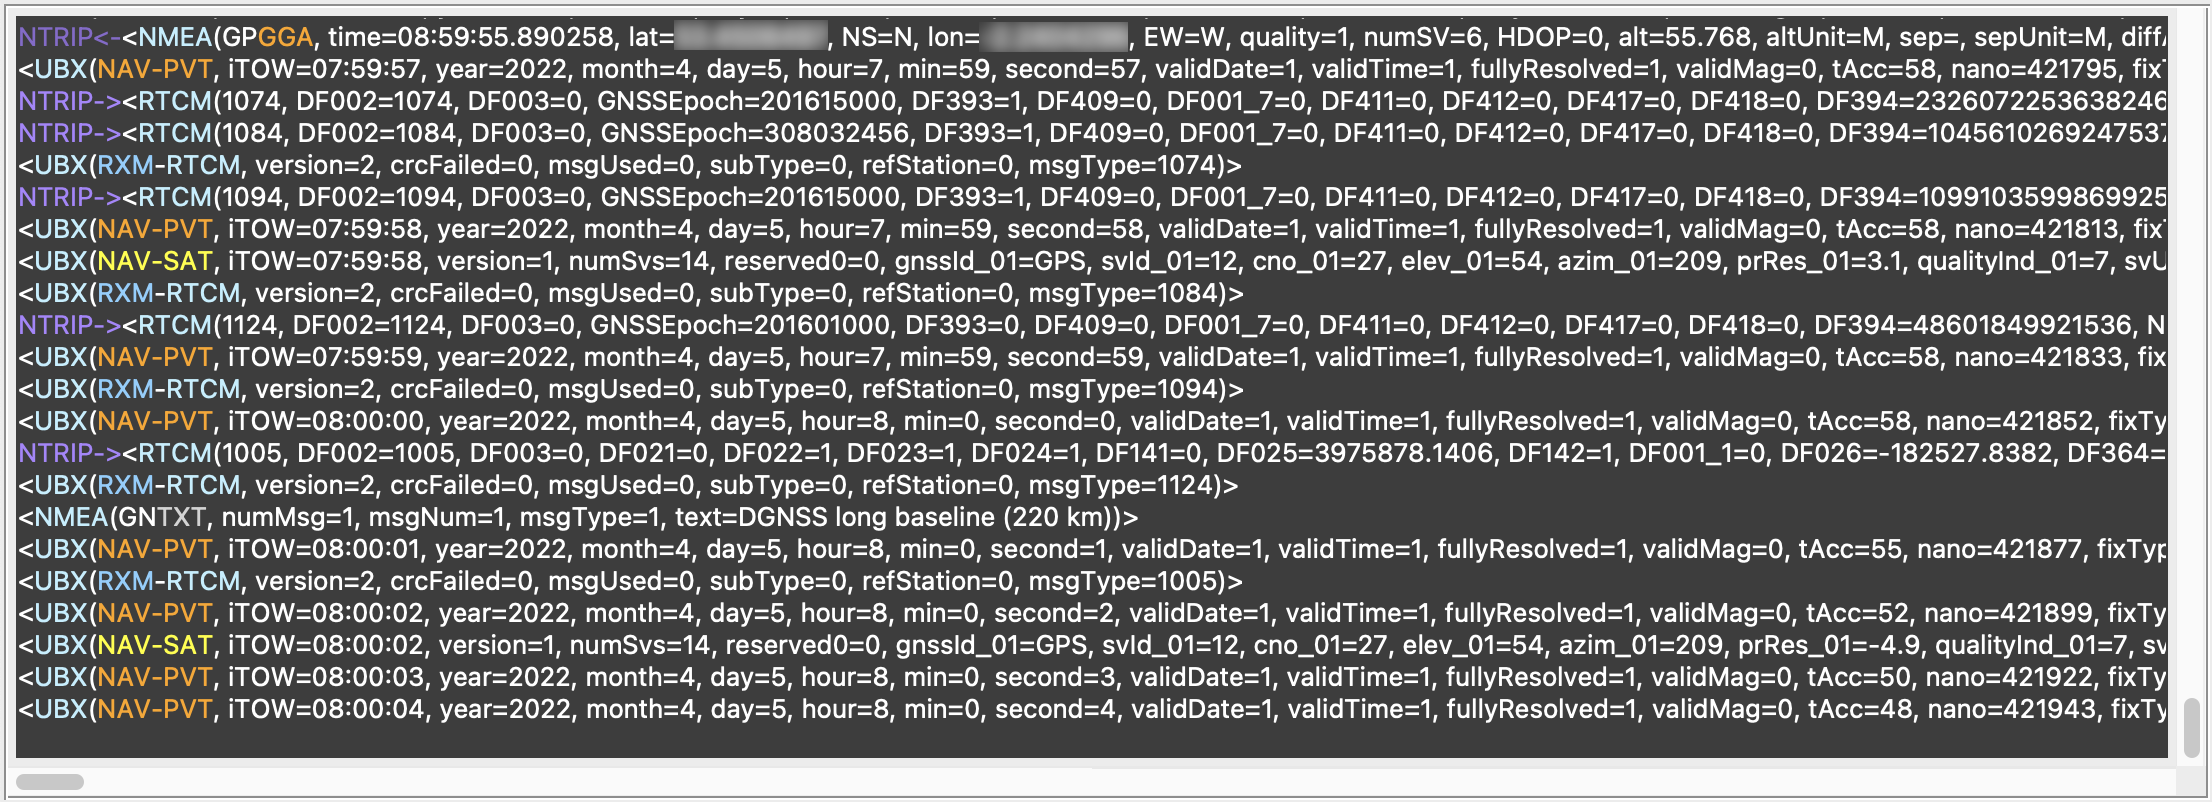 NTRIP<-<NMEA(GPGGA, time=08:59:55.890258, lat= , NS=N, lon= , EW=W, quality=1, numSV=6, HDOP=0, alt=55.768, altUnit=M, sep=, sepUnit=M, diff
<UBX(NAV-PVT, iTOW=07:59:57, year=2022, month=4, day=5, hour=7, min=59, second=57, validDate=1, validTime=1, fullyResolved=1, validMag=0, tAcc=58, nano=421795, fix
NTRIP-><RTCM(1074, DF002=1074, DF003=0, GNSSEpoch=201615000, DF393=1, DF409=0, DF001_7=0, DF411=0, DF412=0, DF417=0, DF418=0, DF394=2326072253638246
NTRIP-><RTCM(1084, DF002=1084, DF003=0, GNSSEpoch=308032456, DF393=1, DF409=0, DF001_7=0, DF411=0, DF412=0, DF417=0, DF418=0, DF394=1045610269247537
<UBX(RXM-RTCM, version=2, crcFailed=0, msgUsed=0, subType=0, refStation=0, msgType=1074)>
NTRIP-><RTCM(1094, DF002=1094, DF003=0, GNSSEpoch=201615000, DF393=1, DF409=0, DF001_7=0, DF411=0, DF412=0, DF417=0, DF418=0, DF394=1099103599869925
<UBX(NAV-PVT, iTOW=07:59:58, year=2022, month=4, day=5, hour=7, min=59, second=58, validDate=1, validTime=1, fullyResolved=1, validMag=0, tAcc=58, nano=421813, fix
<UBX(NAV-SAT, iTOW=07:59:58, version=1, numSvs=14, reserved0=0, gnssId_01=GPS, svId_01=12, cno_01=27, elev_01=54, azim_01=209, prRes_01=3.1, qualityInd_01=7, svU
<UBX(RXM-RTCM, version=2, crcFailed=0, msgUsed=0, subType=0, refStation=0, msgType=1084)>
NTRIP-><RTCM(1124, DF002=1124, DF003=0, GNSSEpoch=201601000, DF393=0, DF409=0, DF001_7=0, DF411=0, DF412=0, DF417=0, DF418=0, DF394=48601849921536, N
<UBX(NAV-PVT, iTOW=07:59:59, year=2022, month=4, day=5, hour=7, min=59, second=59, validDate=1, validTime=1, fullyResolved=1, validMag=0, tAcc=58, nano=421833, fix
<UBX(RXM-RTCM, version=2, crcFailed=0, msgUsed=0, subType=0, refStation=0, msgType=1094)>
<UBX(NAV-PVT, iTOW=08:00:00, year=2022, month=4, day=5, hour=8, min=0, second=0, validDate=1, validTime=1, fullyResolved=1, validMag=0, tAcc=58, nano=421852, fixTy
NTRIP-><RTCM(1005, DF002=1005, DF003=0, DF021=0, DF022=1, DF023=1, DF024=1, DF141=0, DF025=3975878.1406, DF142=1, DF001_1=0, DF026=-182527.8382, DF364=
<UBX(RXM-RTCM, version=2, crcFailed=0, msgUsed=0, subType=0, refStation=0, msgType=1124)>
<NMEA(GNTXT, numMsg=1, msgNum=1, msgType=1, text=DGNSS long baseline (220 km))>
<UBX(NAV-PVT, iTOW=08:00:01, year=2022, month=4, day=5, hour=8, min=0, second=1, validDate=1, validTime=1, fullyResolved=1, validMag=0, tAcc=55, nano=421877, fixTyp
<UBX(RXM-RTCM, version=2, crcFailed=0, msgUsed=0, subType=0, refStation=0, msgType=1005)>
<UBX(NAV-PVT, iTOW=08:00:02, year=2022, month=4, day=5, hour=8, min=0, second=2, validDate=1, validTime=1, fullyResolved=1, validMag=0, tAcc=52, nano=421899, fixTy
<UBX(NAV-SAT, iTOW=08:00:02, version=1, numSvs=14, reserved0=0, gnssId_01=GPS, svId_01=12, cno_01=27, elev_01=54, azim_01=209, prRes_01=-4.9, qualityInd_01=7, sv
<UBX(NAV-PVT, iTOW=08:00:03, year=2022, month=4, day=5, hour=8, min=0, second=3, validDate=1, validTime=1, fullyResolved=1, validMag=0, tAcc=50, nano=421922, fixTy
<UBX(NAV-PVT, iTOW=08:00:04, year=2022, month=4, day=5, hour=8, min=0, second=4, validDate=1, validTime=1, fullyResolved=1, validMag=0, tAcc=48, nano=421943, fixTy